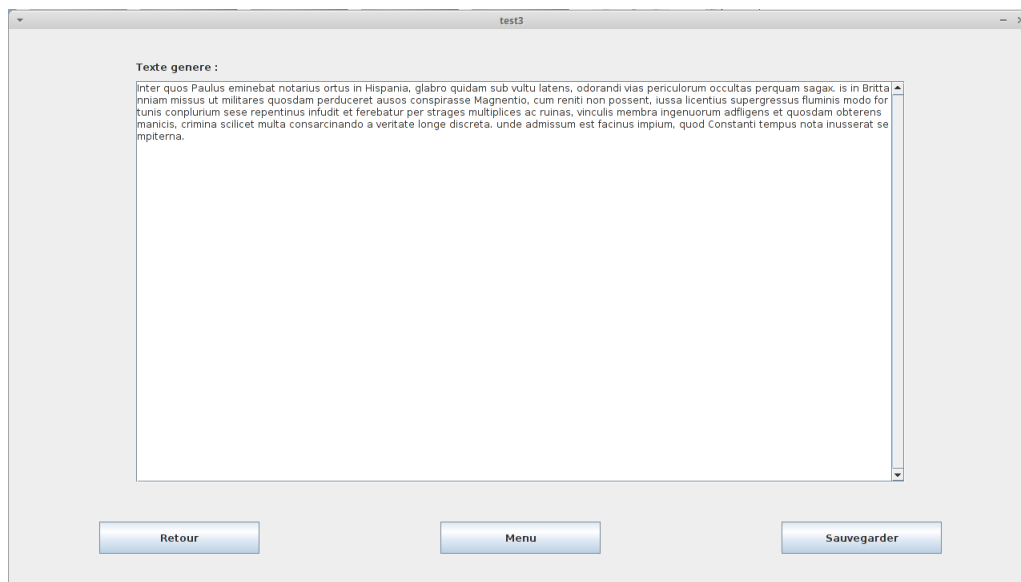 test3
Texte genere :
Inter quos Paulus eminebat notarius ortus in Hispania, glabro quidam sub vultu latens, odorandi vias periculorum occultas perquam sagax. is in Britta
nniam missus ut militares quosdam perduceret ausos conspirasse Magnentio, cum reniti non possent, iussa licentius supergressus fluminis modo for
tunis conplurium sese repentinus infudit et ferebatur per strages multiplices ac ruinas, vinculis membra ingenuorum adfligens et quosdam obterens
manicis, crimina scilicet multa consarcinando a veritate longe discreta. unde admissum est facinus impium, quod Constanti tempus nota inusserat se
mpiterna.
Retour Menu Sauvegarder